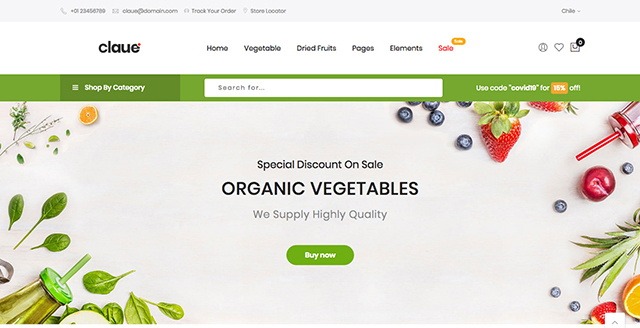 +01 23456789 claue@domain.com Track Your Order Store Locator Chile
claue
Home Vegetable Dried Fruits Pages Elements Sale
0
Shop By Category Search for... Use code "covid19" for 15% off!
Special Discount On Sale
ORGANIC VEGETABLES
We Supply Highly Quality
Buy now